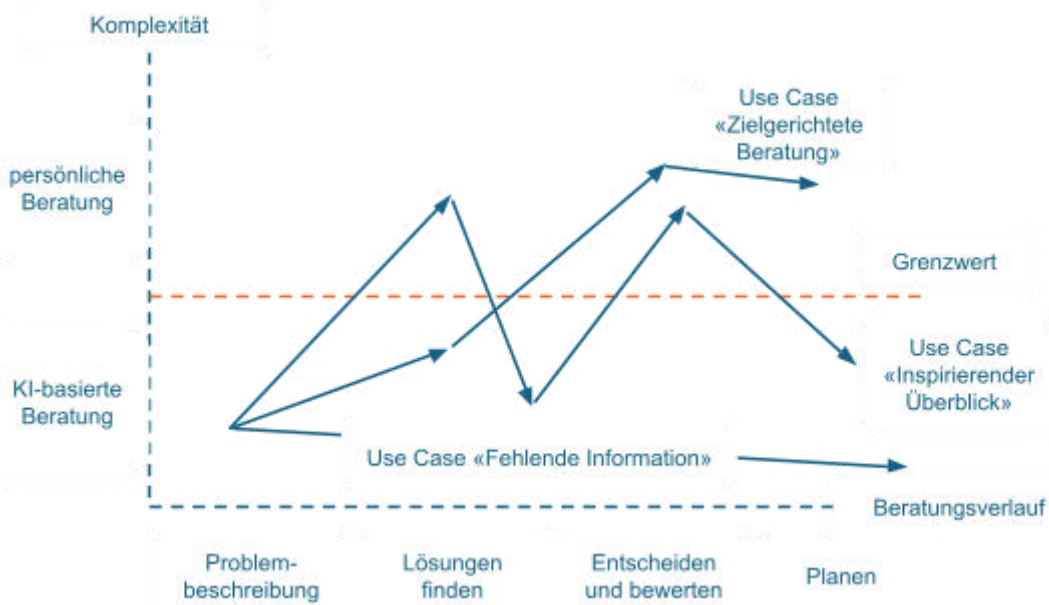 Komplexität
Use Case
«Zielgerichtete
Beratung»
persönliche
Beratung
Grenzwert
Use Case
«Inspirierender
Überblick»
KI-basierte
Beratung
Use Case «Fehlende Information»
Beratungsverlauf
Problem-
beschreibung
Lösungen
finden
Entscheiden
und bewerten
Planen